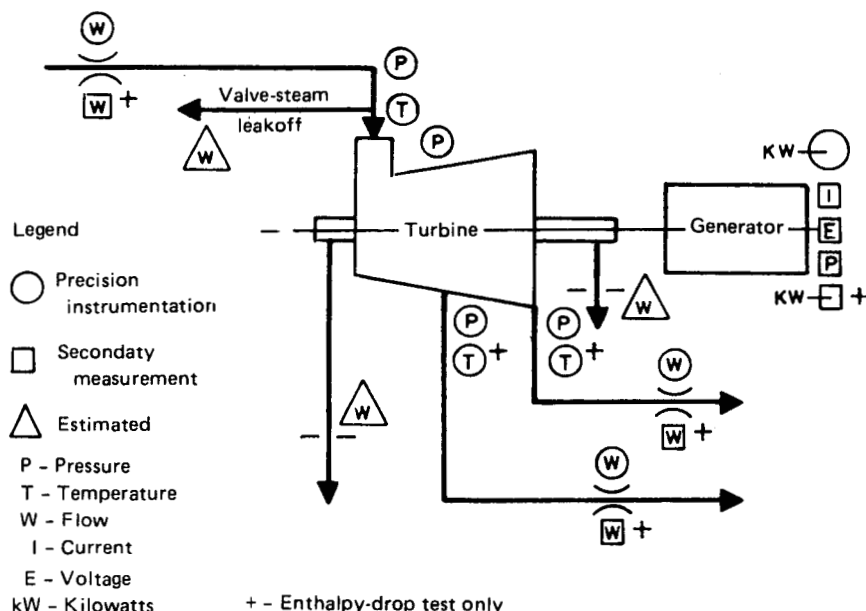 W
P
W +
Valve-steam
T
leakoff
W
P
KW
I
Legend
Turbine
Generator
E
Precision
instrumentation
P
KW +
W
P
P
T +
T +
Secondaty
measurement
W
W
Estimated
W +
P - Pressure
W
T - Temperature
W - Flow
W +
I - Current
E - Voltage
kW - Kilowatts
+ - Enthalpy-drop test only